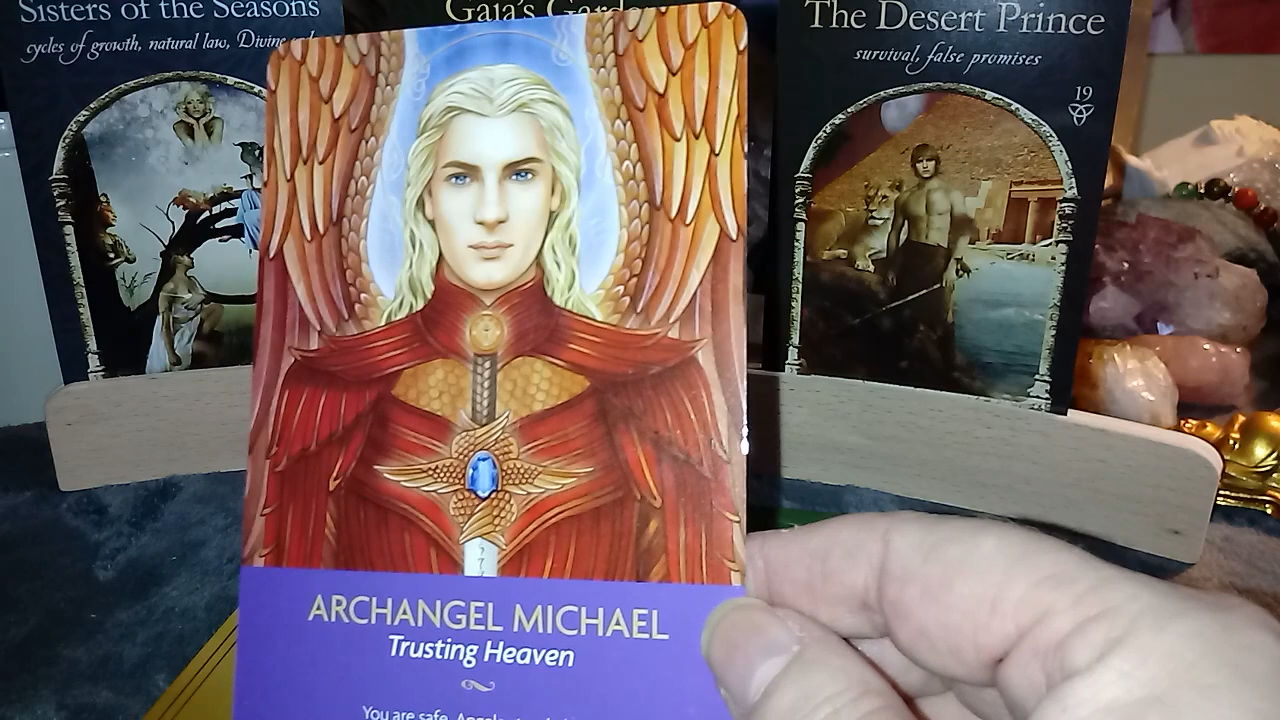 Sisters of the Seasons
cycles of growth, natural law, Divine
Gaia's
The Desert Prince
survival, false promises
19
ARCHANGEL MICHAEL
Trusting Heaven
You are safe.